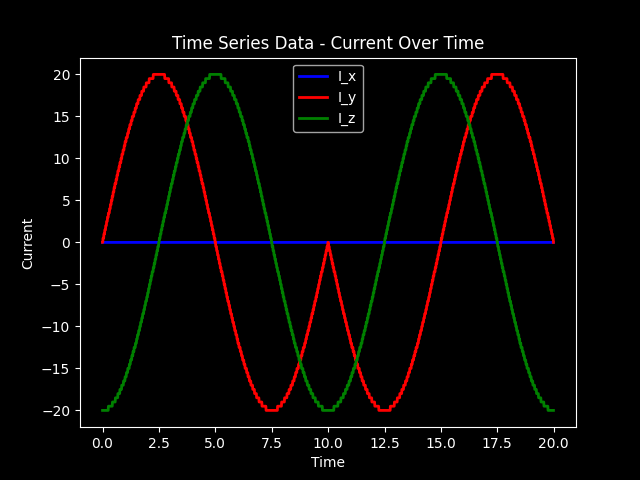 Time Series Data - Current Over Time
I_x
I_y
I_z
Current
20
15
10
5
0
−5
−10
−15
−20
0.0 2.5 5.0 7.5 10.0 12.5 15.0 17.5 20.0
Time